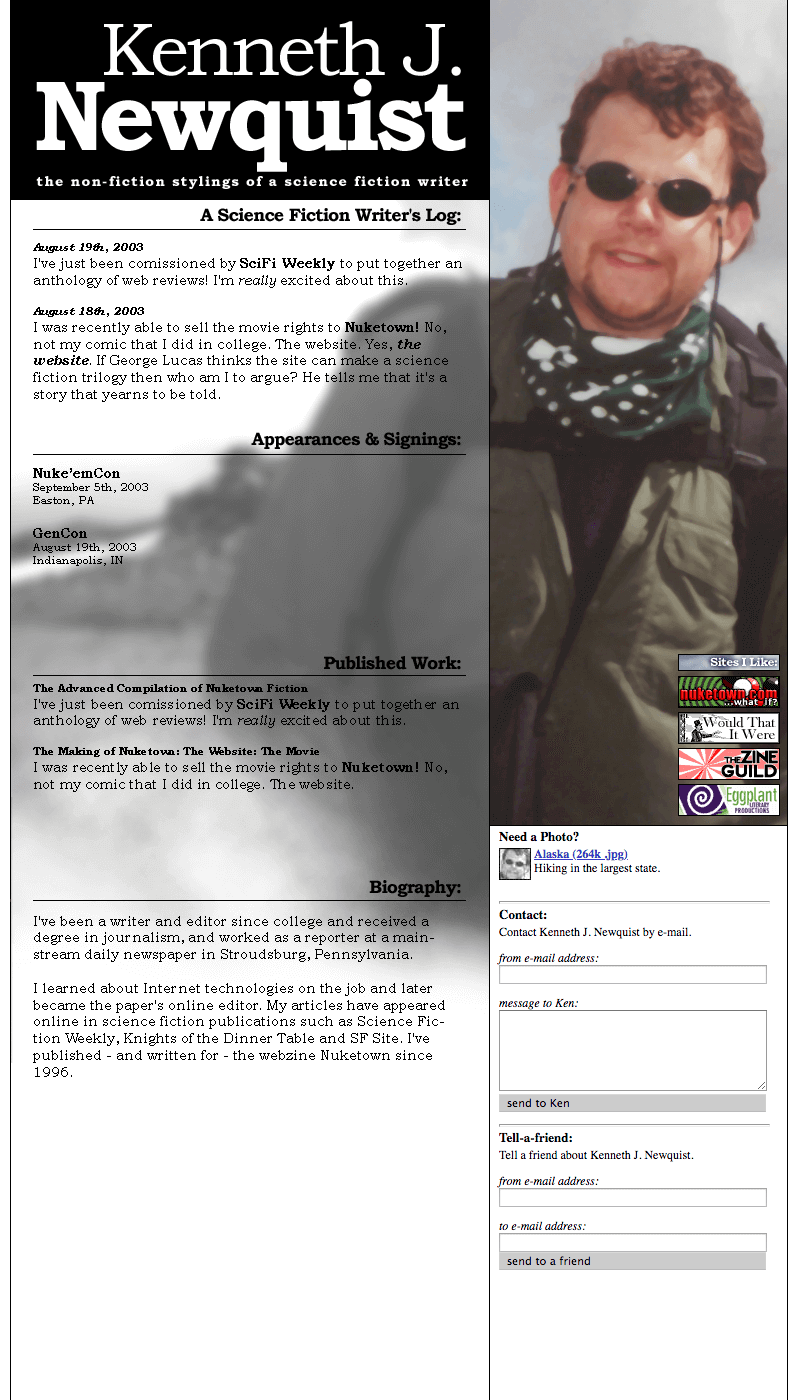 Kenneth J.
Newquist
the non-fiction stylings of a science fiction writer
A Science Fiction Writer's Log:
August 19th, 2003
I've just been comissioned by SciFi Weekly to put together an
anthology of web reviews! I'm really excited about this.
August 18th, 2003
I was recently able to sell the movie rights to Nuketown! No,
not my comic that I did in college. The website. Yes, the
website. If George Lucas thinks the site can make a science
fiction trilogy then who am I to argue? He tells me that it's a
story that yearns to be told.
Appearances & Signings:
Nuke'emCon
September 5th, 2003
Easton, PA
GenCon
August 19th, 2003
Indianapolis, IN
Published Work:
The Advanced Compilation of Nuketown Fiction
I've just been comissioned by SciFi Weekly to put together an
anthology of web reviews! I'm really excited about this.
The Making of Nuketown: The Website: The Movie
I was recently able to sell the movie rights to Nuketown! No,
not my comic that I did in college. The website.
Biography:
I've been a writer and editor since college and received a
degree in journalism, and worked as a reporter at a main-
stream daily newspaper in Stroudsburg, Pennsylvania.
I learned about Internet technologies on the job and later
became the paper's online editor. My articles have appeared
online in science fiction publications such as Science Fic-
tion Weekly, Knights of the Dinner Table and SF Site. I've
published - and written for - the webzine Nuketown since
1996.
Sites I Like:
nuketown.com
...what if?
Would That
It Were
THE ZINE
GUILD
Eggplant
LITERARY
PRODUCTIONS
Need a Photo?
Alaska (264k .jpg)
Hiking in the largest state.
Contact:
Contact Kenneth J. Newquist by e-mail.
from e-mail address:
message to Ken:
send to Ken
Tell-a-friend:
Tell a friend about Kenneth J. Newquist.
from e-mail address:
to e-mail address:
send to a friend